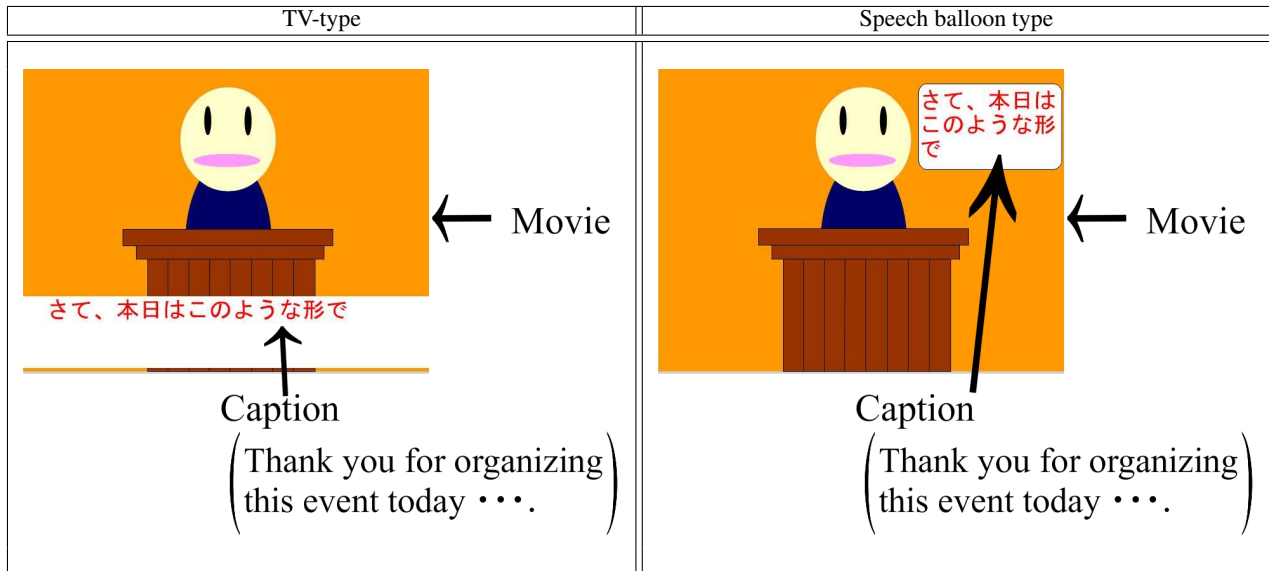 TV-type
Speech balloon type
さて、本日はこのような形で
Movie
Caption
(Thank you for organizing
this event today ･･･.)
さて、本日は
このような形
で
Movie
Caption
(Thank you for organizing
this event today ･･･.)